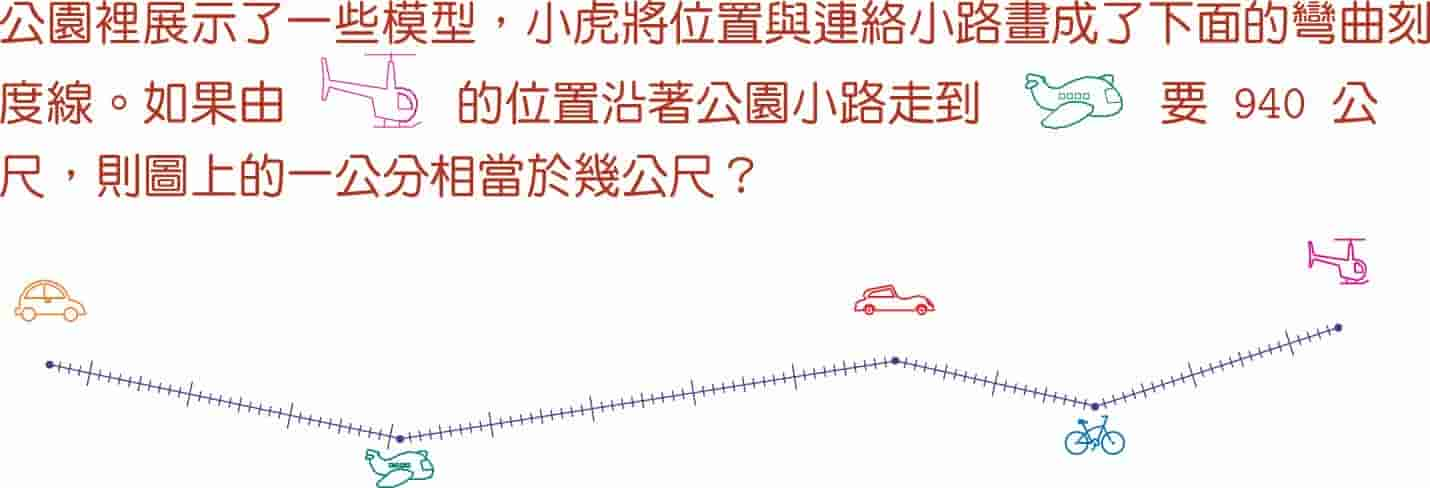 公園裡展示了一些模型，小虎將位置與連絡小路畫成了下面的彎曲刻
度線。如果由 的位置沿著公園小路走到 要 940 公
尺，則圖上的一公分相當於幾公尺？